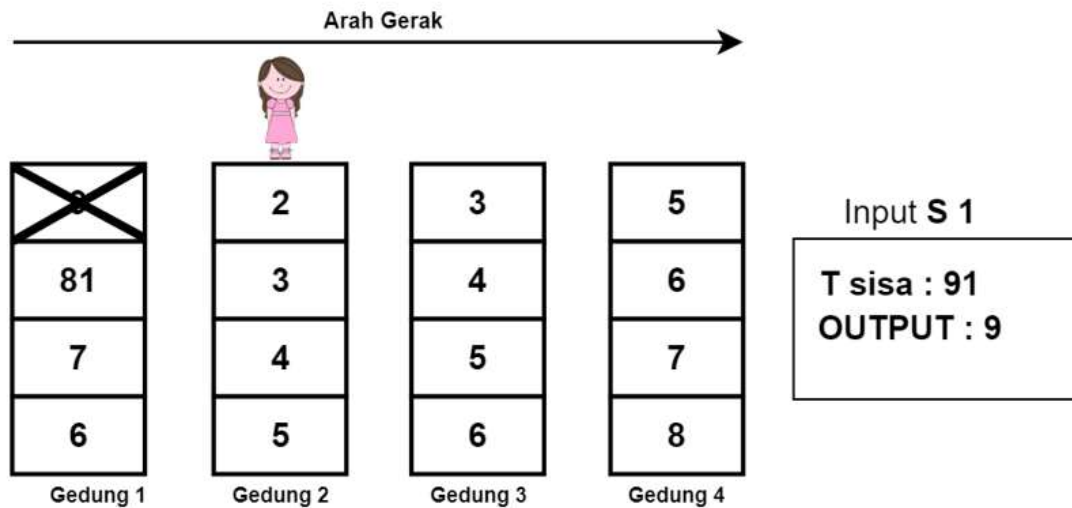 Arah Gerak
2 3 5
81 3 4 6
7 4 5 7
6 5 6 8
Gedung 1 Gedung 2 Gedung 3 Gedung 4
Input S 1
T sisa : 91
OUTPUT : 9